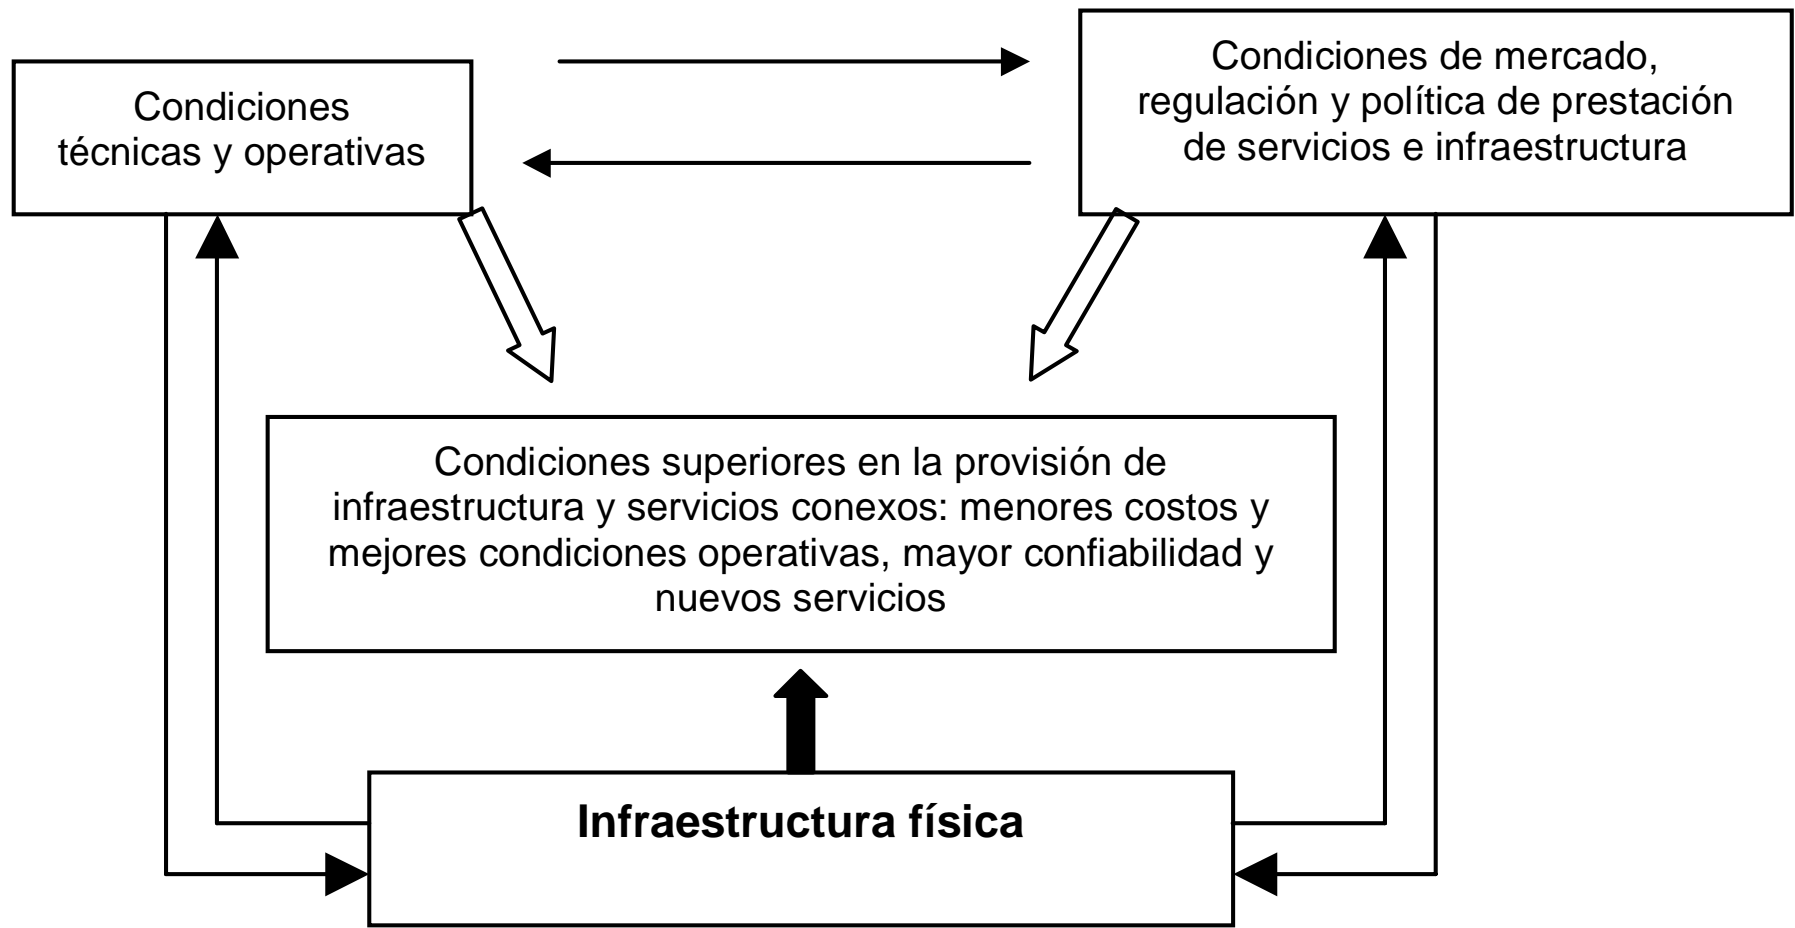 Condiciones
técnicas y operativas
Condiciones de mercado,
regulación y política de prestación
de servicios e infraestructura
Condiciones superiores en la provisión de
infraestructura y servicios conexos: menores costos y
mejores condiciones operativas, mayor confiabilidad y
nuevos servicios
Infraestructura física